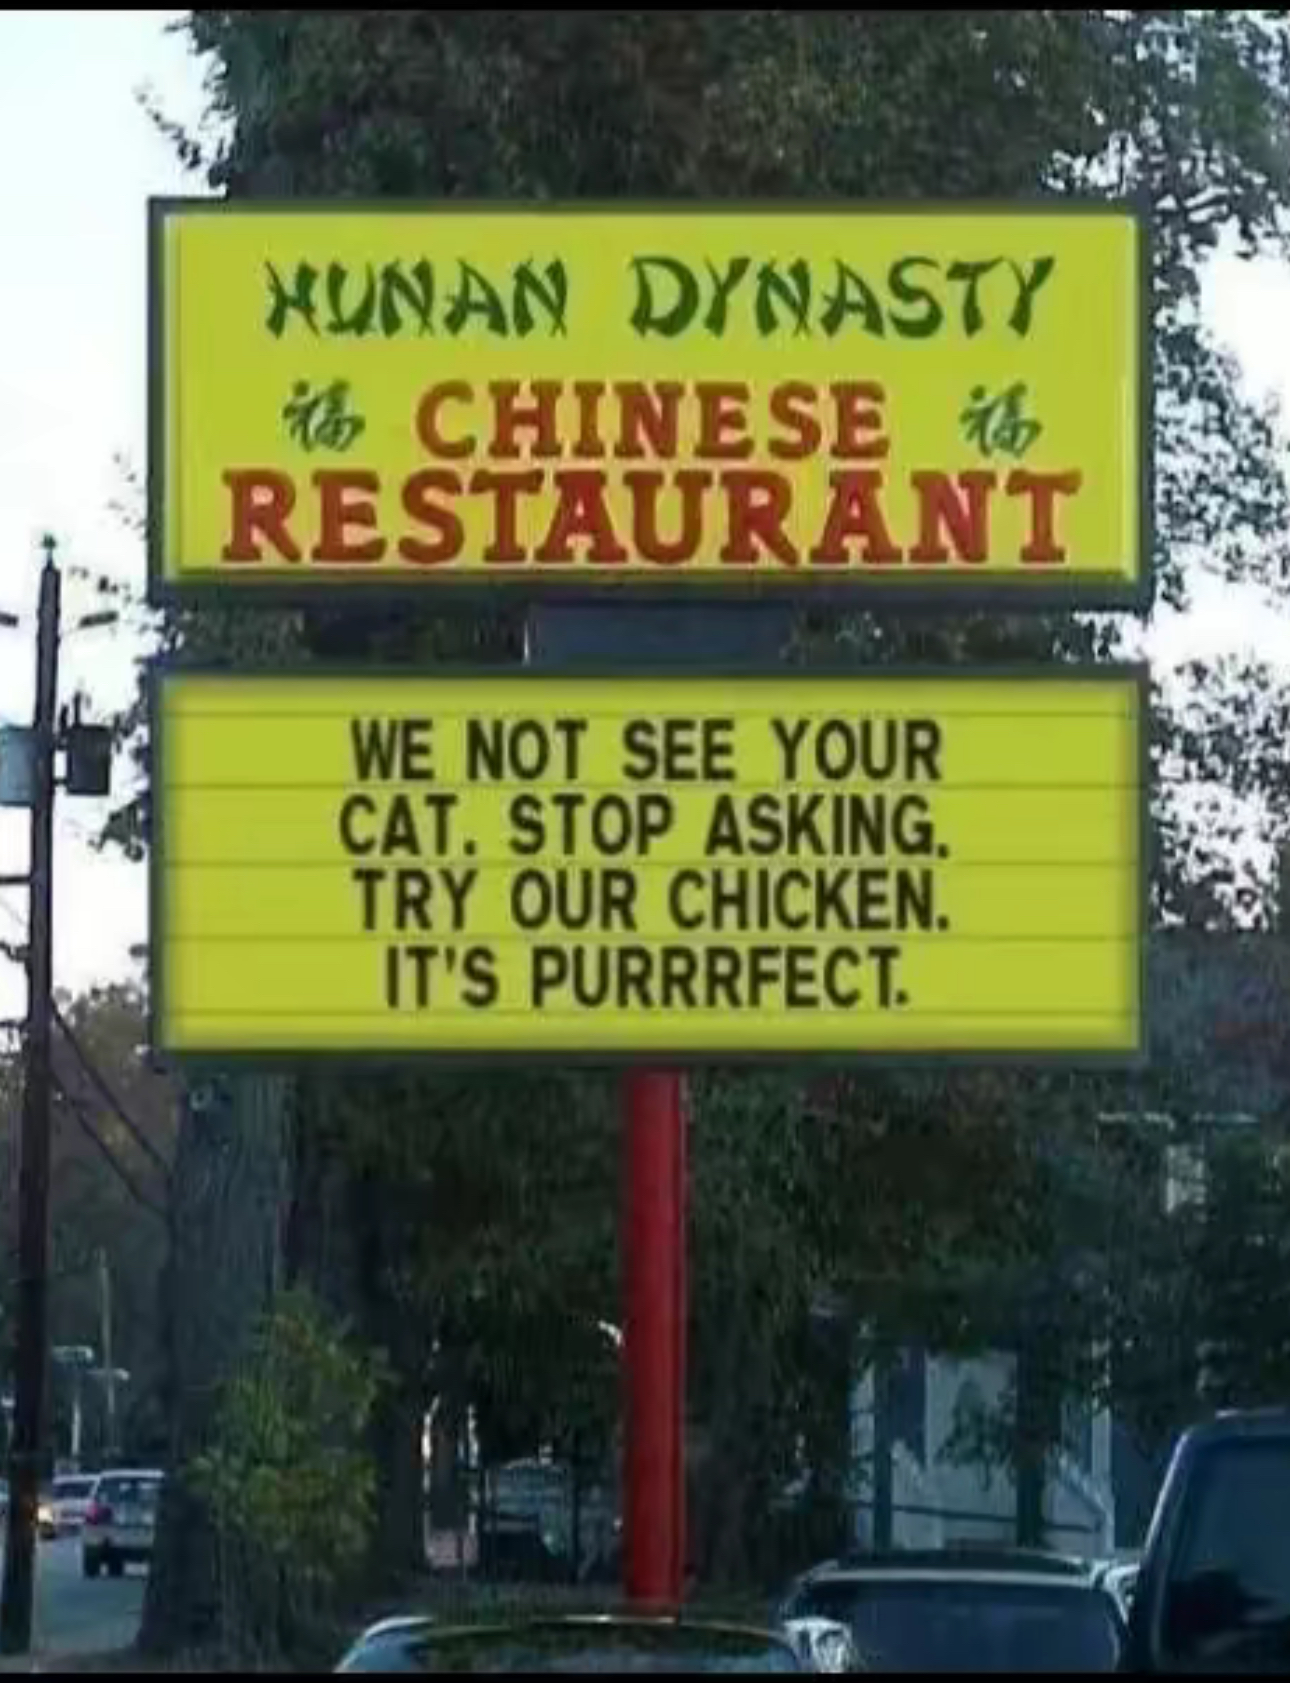 HUNAN DYNASTY
福 CHINESE 福
RESTAURANT
WE NOT SEE YOUR
CAT. STOP ASKING.
TRY OUR CHICKEN.
IT'S PURRRFECT.